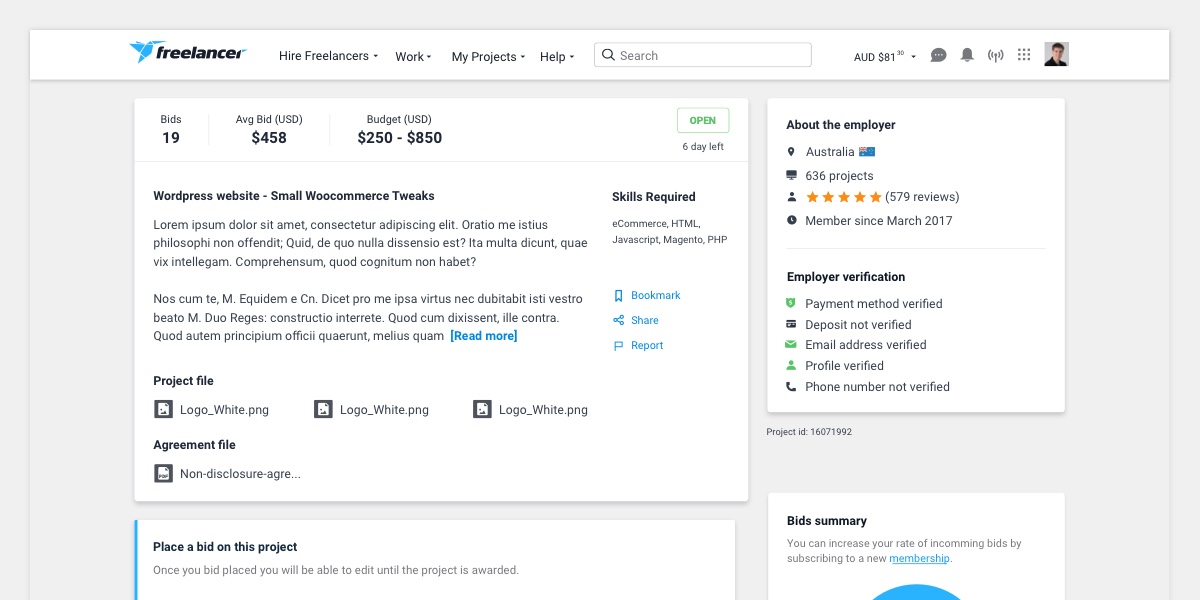 freelancer
Hire Freelancers
Work
My Projects
Help
Search
AUD $81 30
Bids
19
Avg Bid (USD)
$458
Budget (USD)
$250 - $850
OPEN
6 day left
Wordpress website - Small Woocommerce Tweaks
Lorem ipsum dolor sit amet, consectetur adipiscing elit. Oratio me istius
philosophi non offendit; Quid, de quo nulla dissensio est? Ita multa dicunt, quae
vix intellegam. Comprehensum, quod cognitum non habet?
Nos cum te, M. Equidem e Cn. Dicet pro me ipsa virtus nec dubitabit isti vestro
beato M. Duo Reges: constructio interrete. Quod cum dixissent, ille contra.
Quod autem principium officii quaerunt, melius quam [Read more]
Skills Required
eCommerce, HTML,
Javascript, Magento, PHP
Bookmark
Share
Report
Project file
Logo_White.png
Logo_White.png
Logo_White.png
Agreement file
PDF
Non-disclosure-agre...
Place a bid on this project
Once you bid placed you will be able to edit until the project is awarded.
About the employer
Australia
636 projects
(579 reviews)
Member since March 2017
Employer verification
Payment method verified
Deposit not verified
Email address verified
Profile verified
Phone number not verified
Project id: 16071992
Bids summary
You can increase your rate of incomming bids by
subscribing to a new membership.